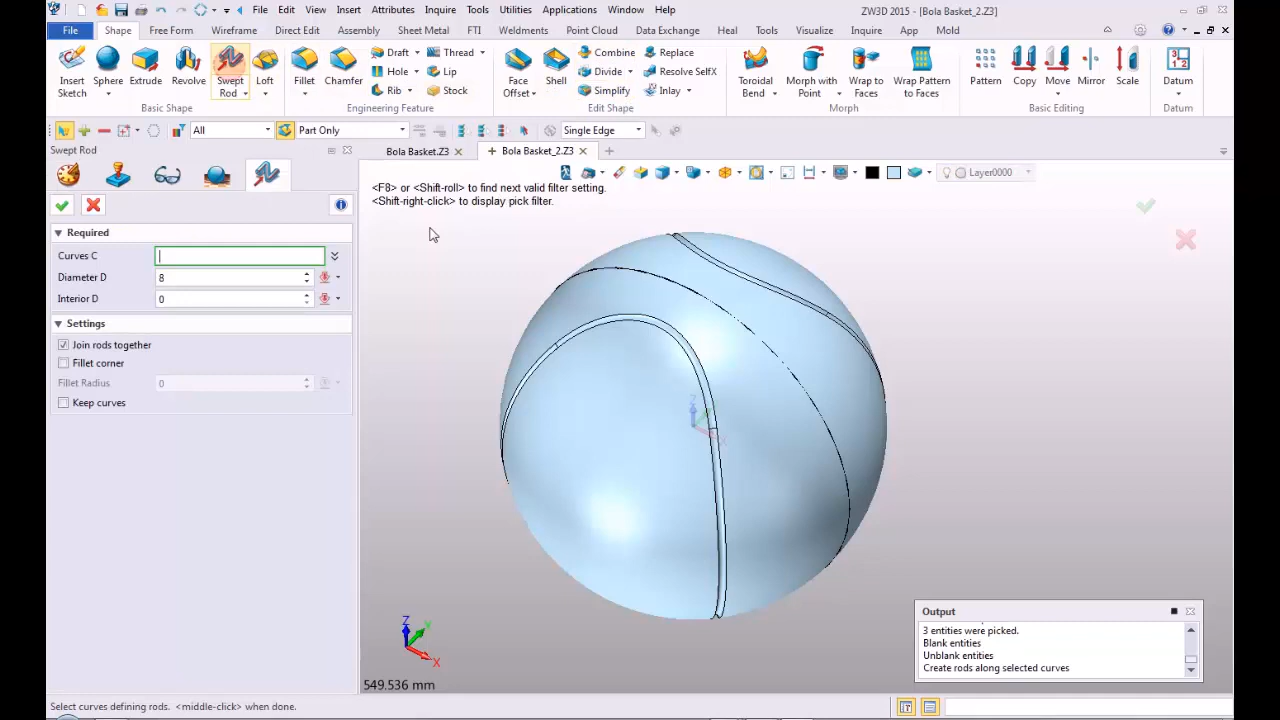 File Edit View Insert Attributes Inquire Tools Utilities Applications Window Help
ZW3D 2015 - [Bola Basket_2.Z3]
File Shape Free Form Wireframe Direct Edit Assembly Sheet Metal FTI Weldments Point Cloud Data Exchange Heal Tools Visualize Inquire App Mold
Insert Sketch
Sphere
Extrude
Revolve
Swept Rod
Loft
Fillet
Chamfer
Draft
Hole
Rib
Thread
Lip
Stock
Face Offset
Shell
Combine
Divide
Simplify
Replace
Resolve SelfX
Inlay
Toroidal Bend
Morph with Point
Wrap to Faces
Wrap Pattern to Faces
Pattern
Copy
Move
Mirror
Scale
Datum
Basic Shape
Engineering Feature
Edit Shape
Morph
Basic Editing
Datum
All
Part Only
Single Edge
Swept Rod
Bola Basket.Z3
Bola Basket_2.Z3
Layer0000
<F8> or <Shift-roll> to find next valid filter setting.
<Shift-right-click> to display pick filter.
Required
Curves C
Diameter D 8
Interior D 0
Settings
Join rods together
Fillet corner
Fillet Radius 0
Keep curves
Z
X
Z
Y
X
549.536 mm
Output
3 entities were picked.
Blank entities
Unblank entities
Create rods along selected curves
Select curves defining rods. <middle-click> when done.